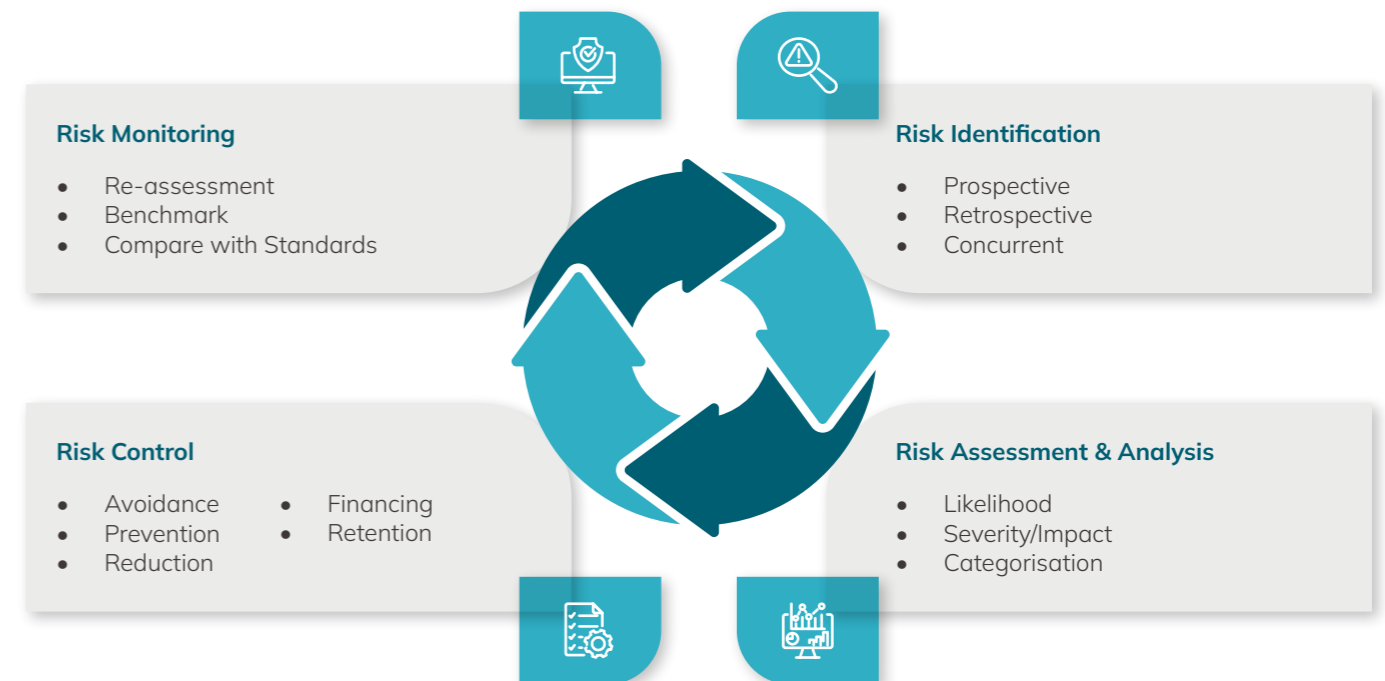 Risk Monitoring
● Re-assessment
● Benchmark
● Compare with Standards
Risk Identification
● Prospective
● Retrospective
● Concurrent
Risk Control
● Avoidance
● Prevention
● Reduction
● Financing
● Retention
Risk Assessment & Analysis
● Likelihood
● Severity/Impact
● Categorisation